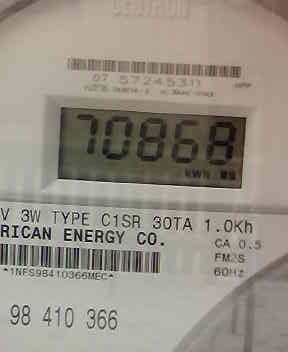 CENTRON
07 57245311
70868
KWH
V 3W TYPE C1SR 30TA 1.0Kh
RICAN ENERGY CO.
CA 0.5
FM2S
60Hz
*1NFS98410366MEC*
98 410 366